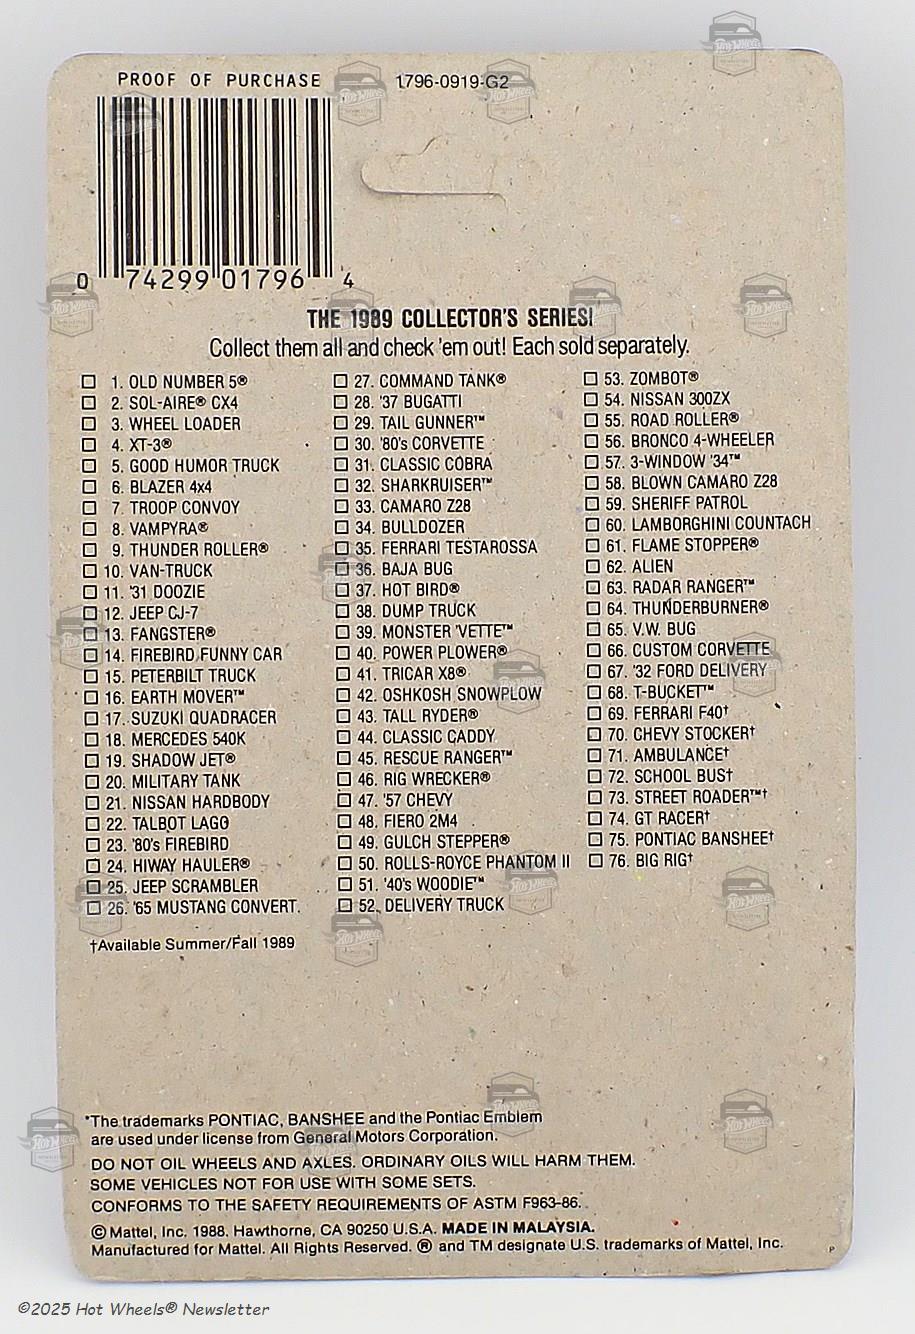 PROOF OF PURCHASE 1796-0919-G2
0 74299 01796 4
THE 1989 COLLECTOR'S SERIES!
Collect them all and check 'em out! Each sold separately.
1. OLD NUMBER 5®
2. SOL-AIRE® CX4
3. WHEEL LOADER
4. XT-3®
5. GOOD HUMOR TRUCK
6. BLAZER 4x4
7. TROOP CONVOY
8. VAMPYRA®
9. THUNDER ROLLER®
10. VAN-TRUCK
11. '31 DOOZIE
12. JEEP CJ-7
13. FANGSTER®
14. FIREBIRD FUNNY CAR
15. PETERBILT TRUCK
16. EARTH MOVER™
17. SUZUKI QUADRACER
18. MERCEDES 540K
19. SHADOW JET®
20. MILITARY TANK
21. NISSAN HARDBODY
22. TALBOT LAGO
23. '80's FIREBIRD
24. HIWAY HAULER®
25. JEEP SCRAMBLER
26. '65 MUSTANG CONVERT.
27. COMMAND TANK®
28. '37 BUGATTI
29. TAIL GUNNER™
30. '80's CORVETTE
31. CLASSIC COBRA
32. SHARKRUISER™
33. CAMARO Z28
34. BULLDOZER
35. FERRARI TESTAROSSA
36. BAJA BUG
37. HOT BIRD®
38. DUMP TRUCK
39. MONSTER 'VETTE™
40. POWER PLOWER®
41. TRICAR X8®
42. OSHKOSH SNOWPLOW
43. TALL RYDER®
44. CLASSIC CADDY
45. RESCUE RANGER™
46. RIG WRECKER®
47. '57 CHEVY
48. FIERO 2M4
49. GULCH STEPPER®
50. ROLLS-ROYCE PHANTOM II
51. '40's WOODIE™
52. DELIVERY TRUCK
53. ZOMBOT®
54. NISSAN 300ZX
55. ROAD ROLLER®
56. BRONCO 4-WHEELER
57. 3-WINDOW '34™
58. BLOWN CAMARO Z28
59. SHERIFF PATROL
60. LAMBORGHINI COUNTACH
61. FLAME STOPPER®
62. ALIEN
63. RADAR RANGER™
64. THUNDERBURNER®
65. V.W. BUG
66. CUSTOM CORVETTE
67. '32 FORD DELIVERY
68. T-BUCKET™
69. FERRARI F40†
70. CHEVY STOCKER†
71. AMBULANCE†
72. SCHOOL BUS†
73. STREET ROADER™†
74. GT RACER†
75. PONTIAC BANSHEE†
76. BIG RIG†
†Available Summer/Fall 1989
*The trademarks PONTIAC, BANSHEE and the Pontiac Emblem
are used under license from General Motors Corporation.
DO NOT OIL WHEELS AND AXLES. ORDINARY OILS WILL HARM THEM.
SOME VEHICLES NOT FOR USE WITH SOME SETS.
CONFORMS TO THE SAFETY REQUIREMENTS OF ASTM F963-86.
© Mattel, Inc. 1988. Hawthorne, CA 90250 U.S.A. MADE IN MALAYSIA.
Manufactured for Mattel. All Rights Reserved. ® and TM designate U.S. trademarks of Mattel, Inc.
P
©2025 Hot Wheels® Newsletter